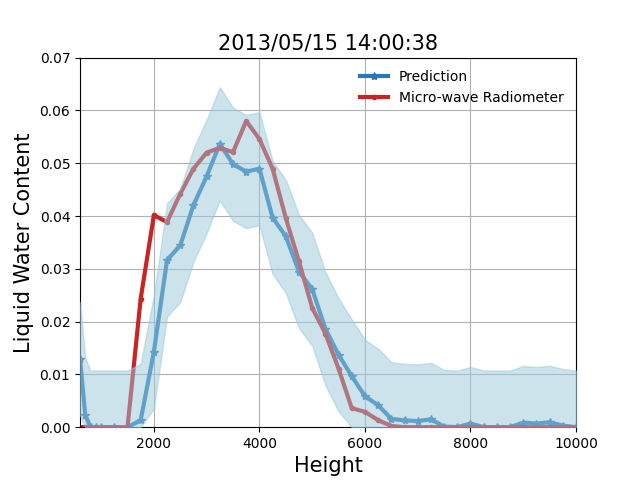 2013/05/15 14:00:38
0.07
0.06
0.05
0.04
0.03
0.02
0.01
0.00
Liquid Water Content
Prediction
Micro-wave Radiometer
2000 4000 6000 8000 10000
Height